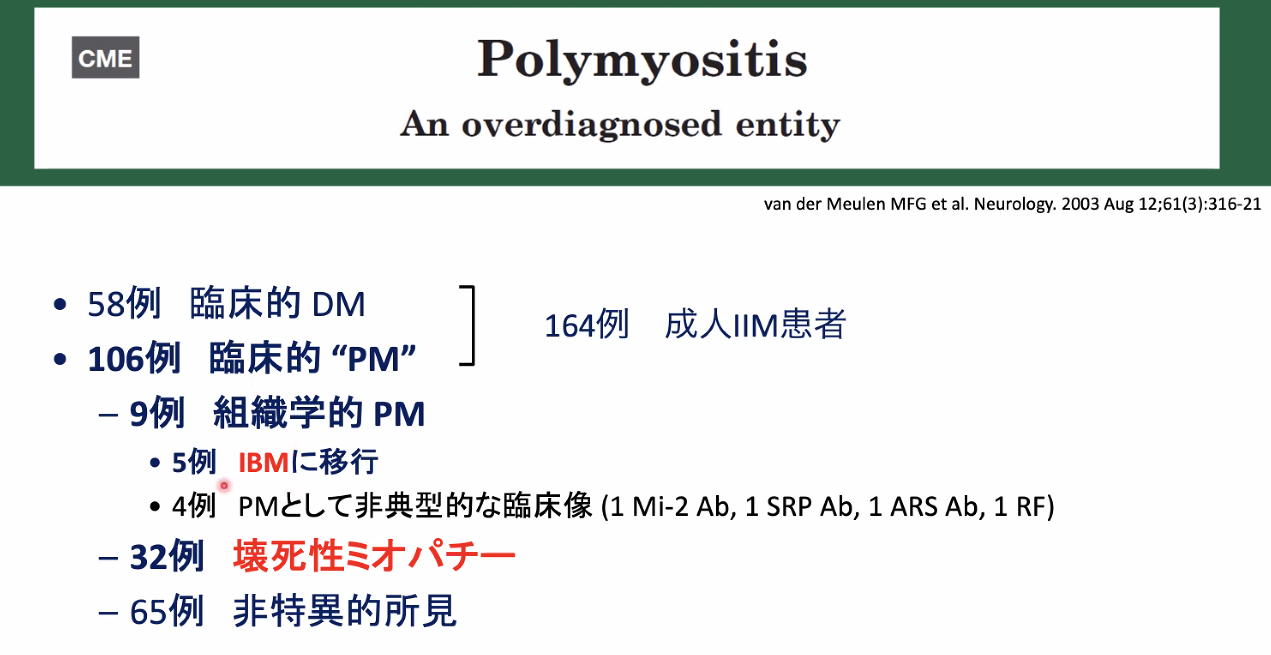 CME
Polymyositis
An overdiagnosed entity
van der Meulen MFG et al. Neurology. 2003 Aug 12;61(3):316-21
• 58例 臨床的 DM
164例 成人IIM患者
• 106例 臨床的 “PM”
– 9例 組織学的 PM
• 5例 IBMに移行
• 4例 PMとして非典型的な臨床像 (1 Mi-2 Ab, 1 SRP Ab, 1 ARS Ab, 1 RF)
– 32例 壊死性ミオパチー
– 65例 非特異的所見